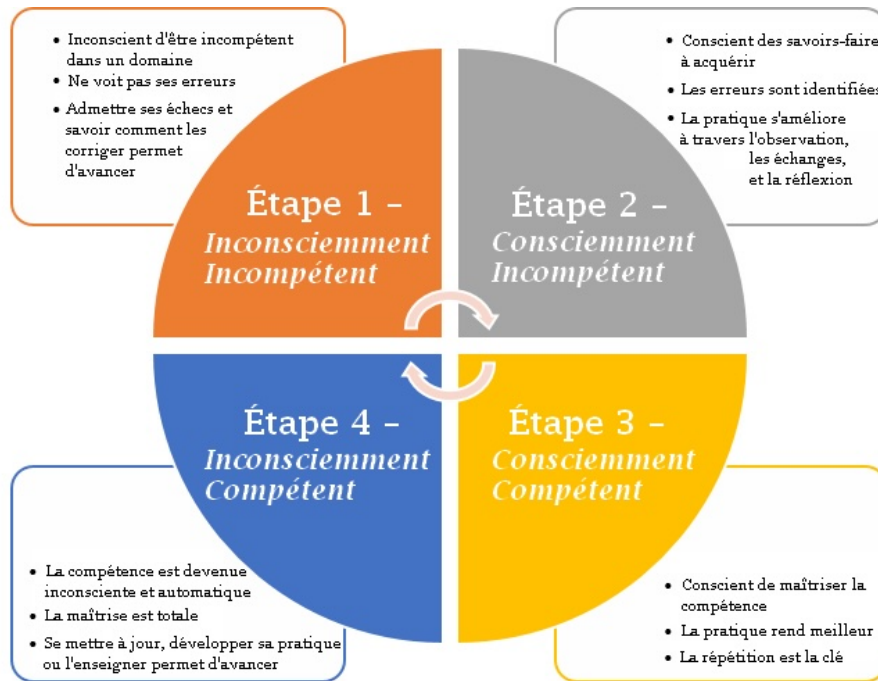 • Inconscient d'être incompétent
dans un domaine
• Ne voit pas ses erreurs
• Admettre ses échecs et
savoir comment les
corriger permet
d'avancer
• Conscient des savoirs-faire
à acquérir
• Les erreurs sont identifiées
• La pratique s'améliore
à travers l'observation,
les échanges,
et la réflexion
Étape 1 –
Inconsciemment
Incompétent
Étape 2 –
Consciemment
Incompétent
Étape 4 –
Inconsciemment
Compétent
Étape 3 –
Consciemment
Compétent
• La compétence est devenue
inconsciente et automatique
• La maîtrise est totale
• Se mettre à jour, développer sa pratique
ou l'enseigner permet d'avancer
• Conscient de maîtriser la
compétence
• La pratique rend meilleur
• La répétition est la clé